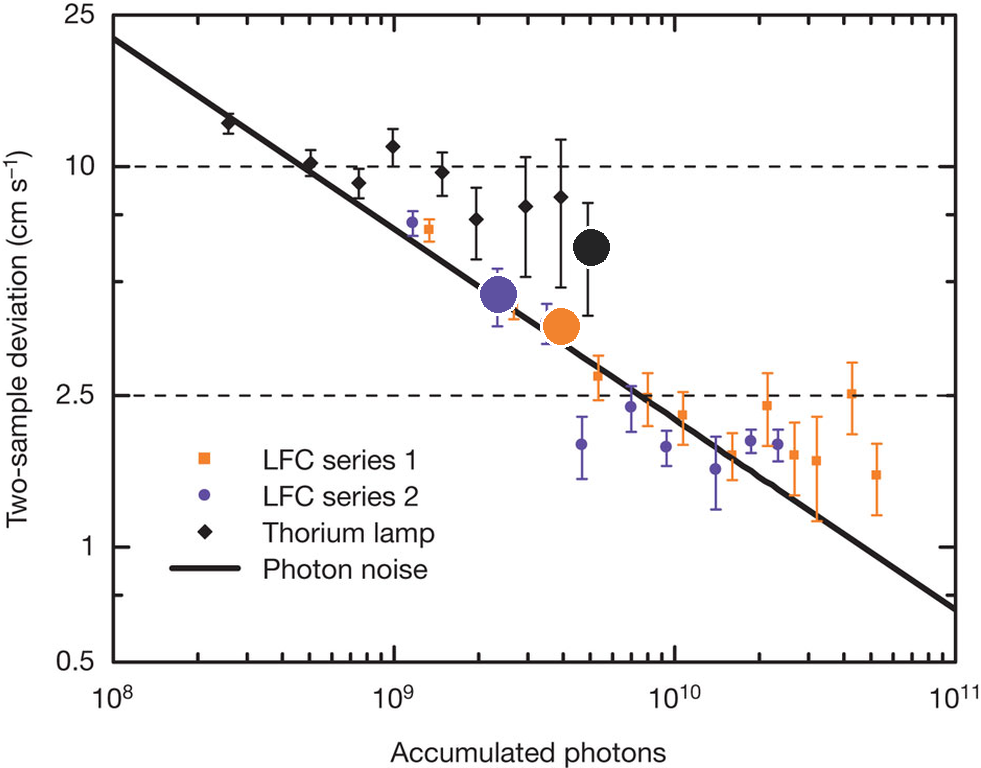 25
10
2.5
1
0.5
Two-sample deviation (cm s⁻¹)
LFC series 1
LFC series 2
Thorium lamp
Photon noise
10⁸ 10⁹ 10¹⁰ 10¹¹
Accumulated photons